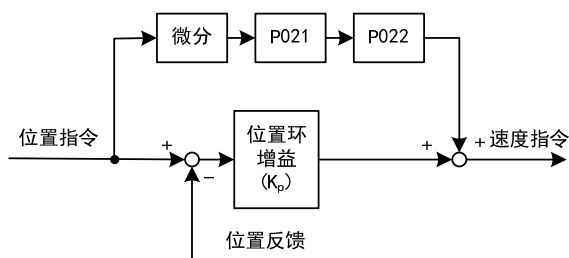 微分
P021
P022
位置指令
+
−
位置环
增益
(Kp)
+
+
速度指令
位置反馈